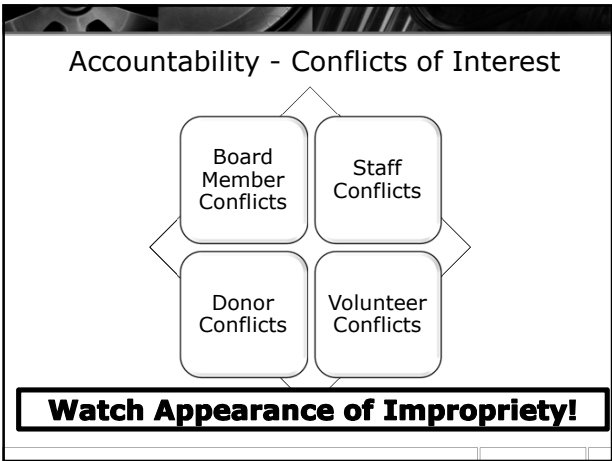 Accountability - Conflicts of Interest
Board
Member
Conflicts
Staff
Conflicts
Donor
Conflicts
Volunteer
Conflicts
Watch Appearance of Impropriety!